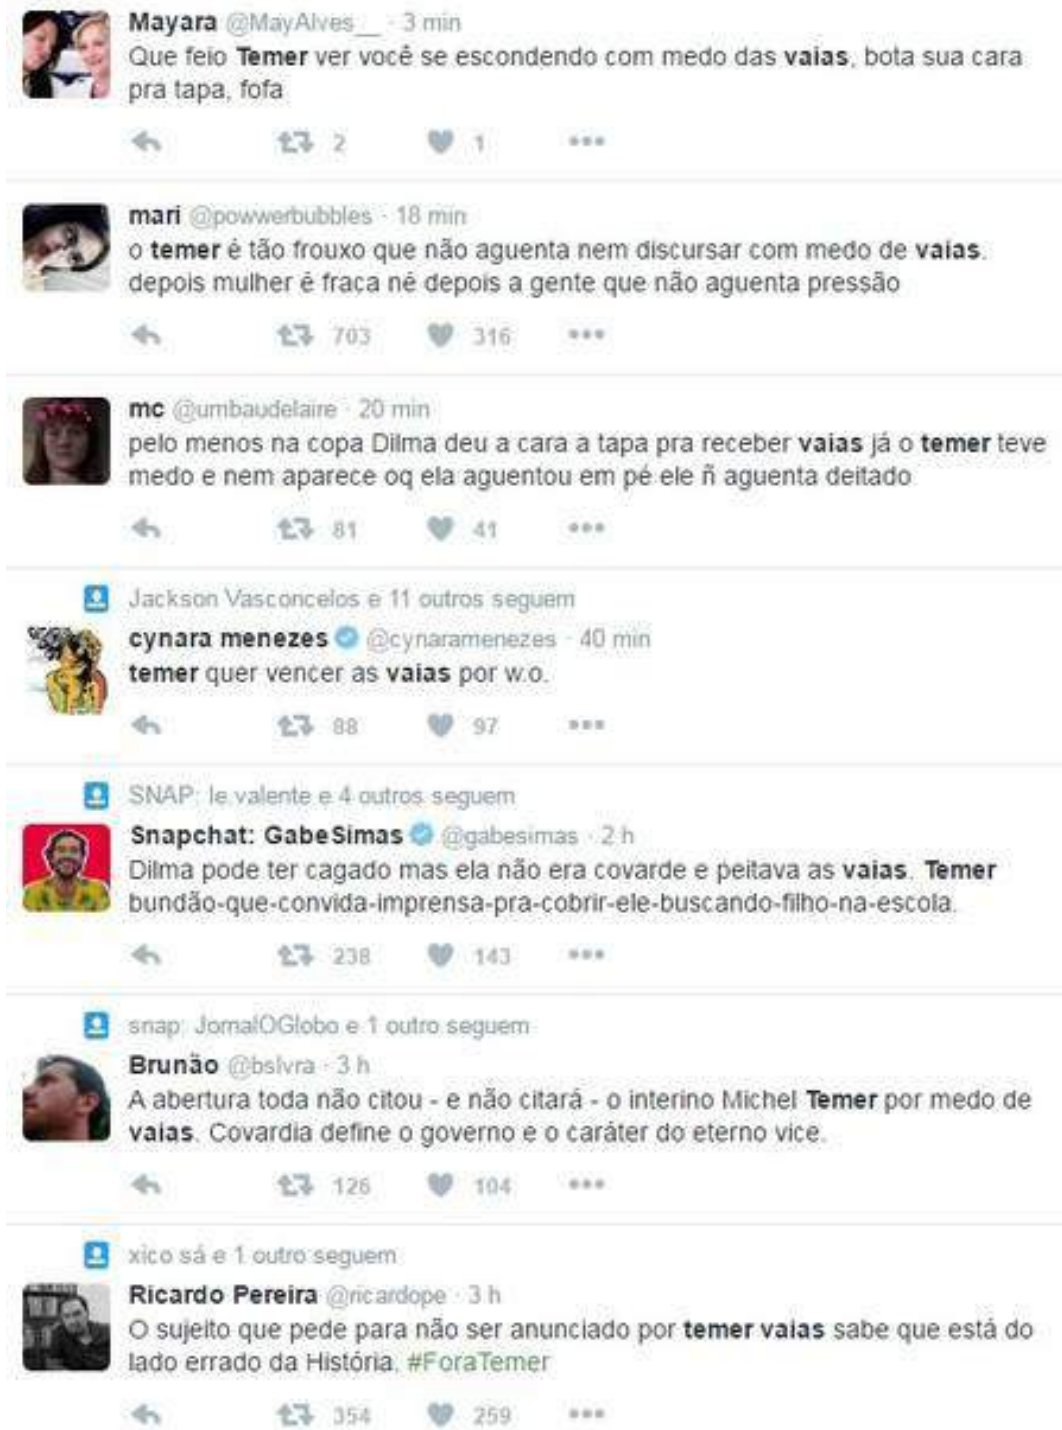 Mayara @MayAlves__ · 3 min
Que feio Temer ver você se escondendo com medo das vaias, bota sua cara
pra tapa, fofa
2 1
mari @powwerbubbles · 18 min
o temer é tão frouxo que não aguenta nem discursar com medo de vaias.
depois mulher é fraca né depois a gente que não aguenta pressão
703 316
mc @umbaudelaire · 20 min
pelo menos na copa Dilma deu a cara a tapa pra receber vaias já o temer teve
medo e nem aparece oq ela aguentou em pé ele ñ aguenta deitado
81 41
Jackson Vasconcelos e 11 outros seguem
cynara menezes @cynaramenezes · 40 min
temer quer vencer as vaias por w.o.
88 97
SNAP: le.valente e 4 outros seguem
Snapchat: GabeSimas @gabesimas · 2 h
Dilma pode ter cagado mas ela não era covarde e peitava as vaias. Temer
bundão-que-convida-imprensa-pra-cobrir-ele-buscando-filho-na-escola.
238 143
snap: JornalOGlobo e 1 outro seguem
Brunão @bslvra · 3 h
A abertura toda não citou - e não citará - o interino Michel Temer por medo de
vaias. Covardia define o governo e o caráter do eterno vice.
126 104
xico sá e 1 outro seguem
Ricardo Pereira @ricardope · 3 h
O sujeito que pede para não ser anunciado por temer vaias sabe que está do
lado errado da História. #ForaTemer
354 259